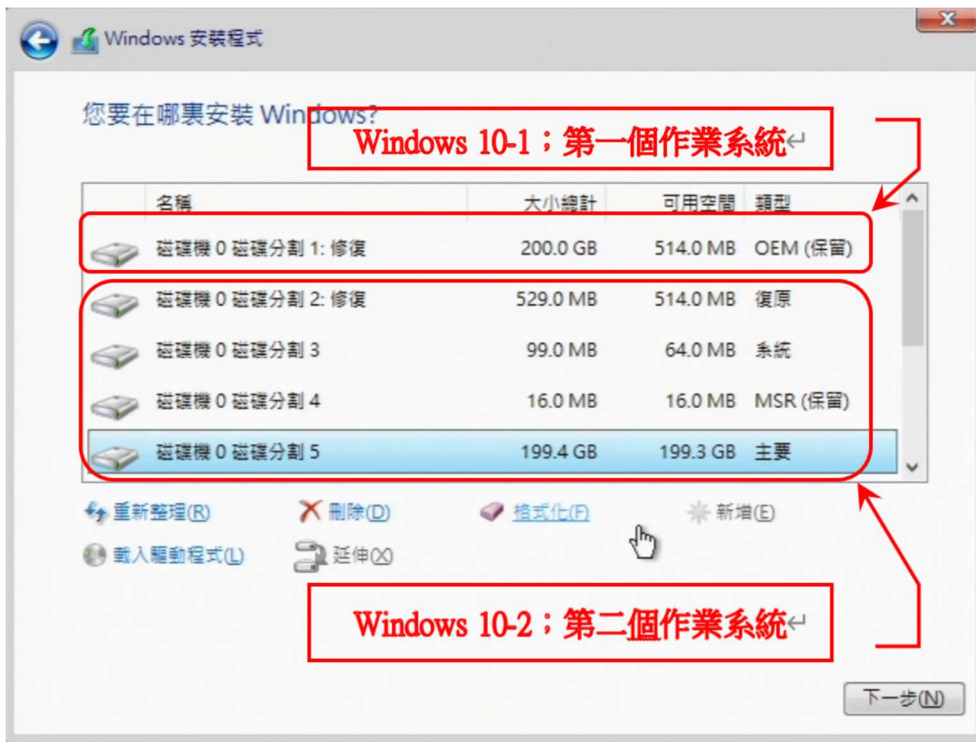 Windows 安裝程式
您要在哪裏安裝 Windows?
Windows 10-1；第一個作業系統↵
名稱 大小總計 可用空間 類型
磁碟機 0 磁碟分割 1: 修復 200.0 GB 514.0 MB OEM (保留)
磁碟機 0 磁碟分割 2: 修復 529.0 MB 514.0 MB 復原
磁碟機 0 磁碟分割 3 99.0 MB 64.0 MB 系統
磁碟機 0 磁碟分割 4 16.0 MB 16.0 MB MSR (保留)
磁碟機 0 磁碟分割 5 199.4 GB 199.3 GB 主要
重新整理(R) 刪除(D) 格式化(F) 新增(E)
載入驅動程式(L) 延伸(X)
Windows 10-2；第二個作業系統↵
下一步(N)